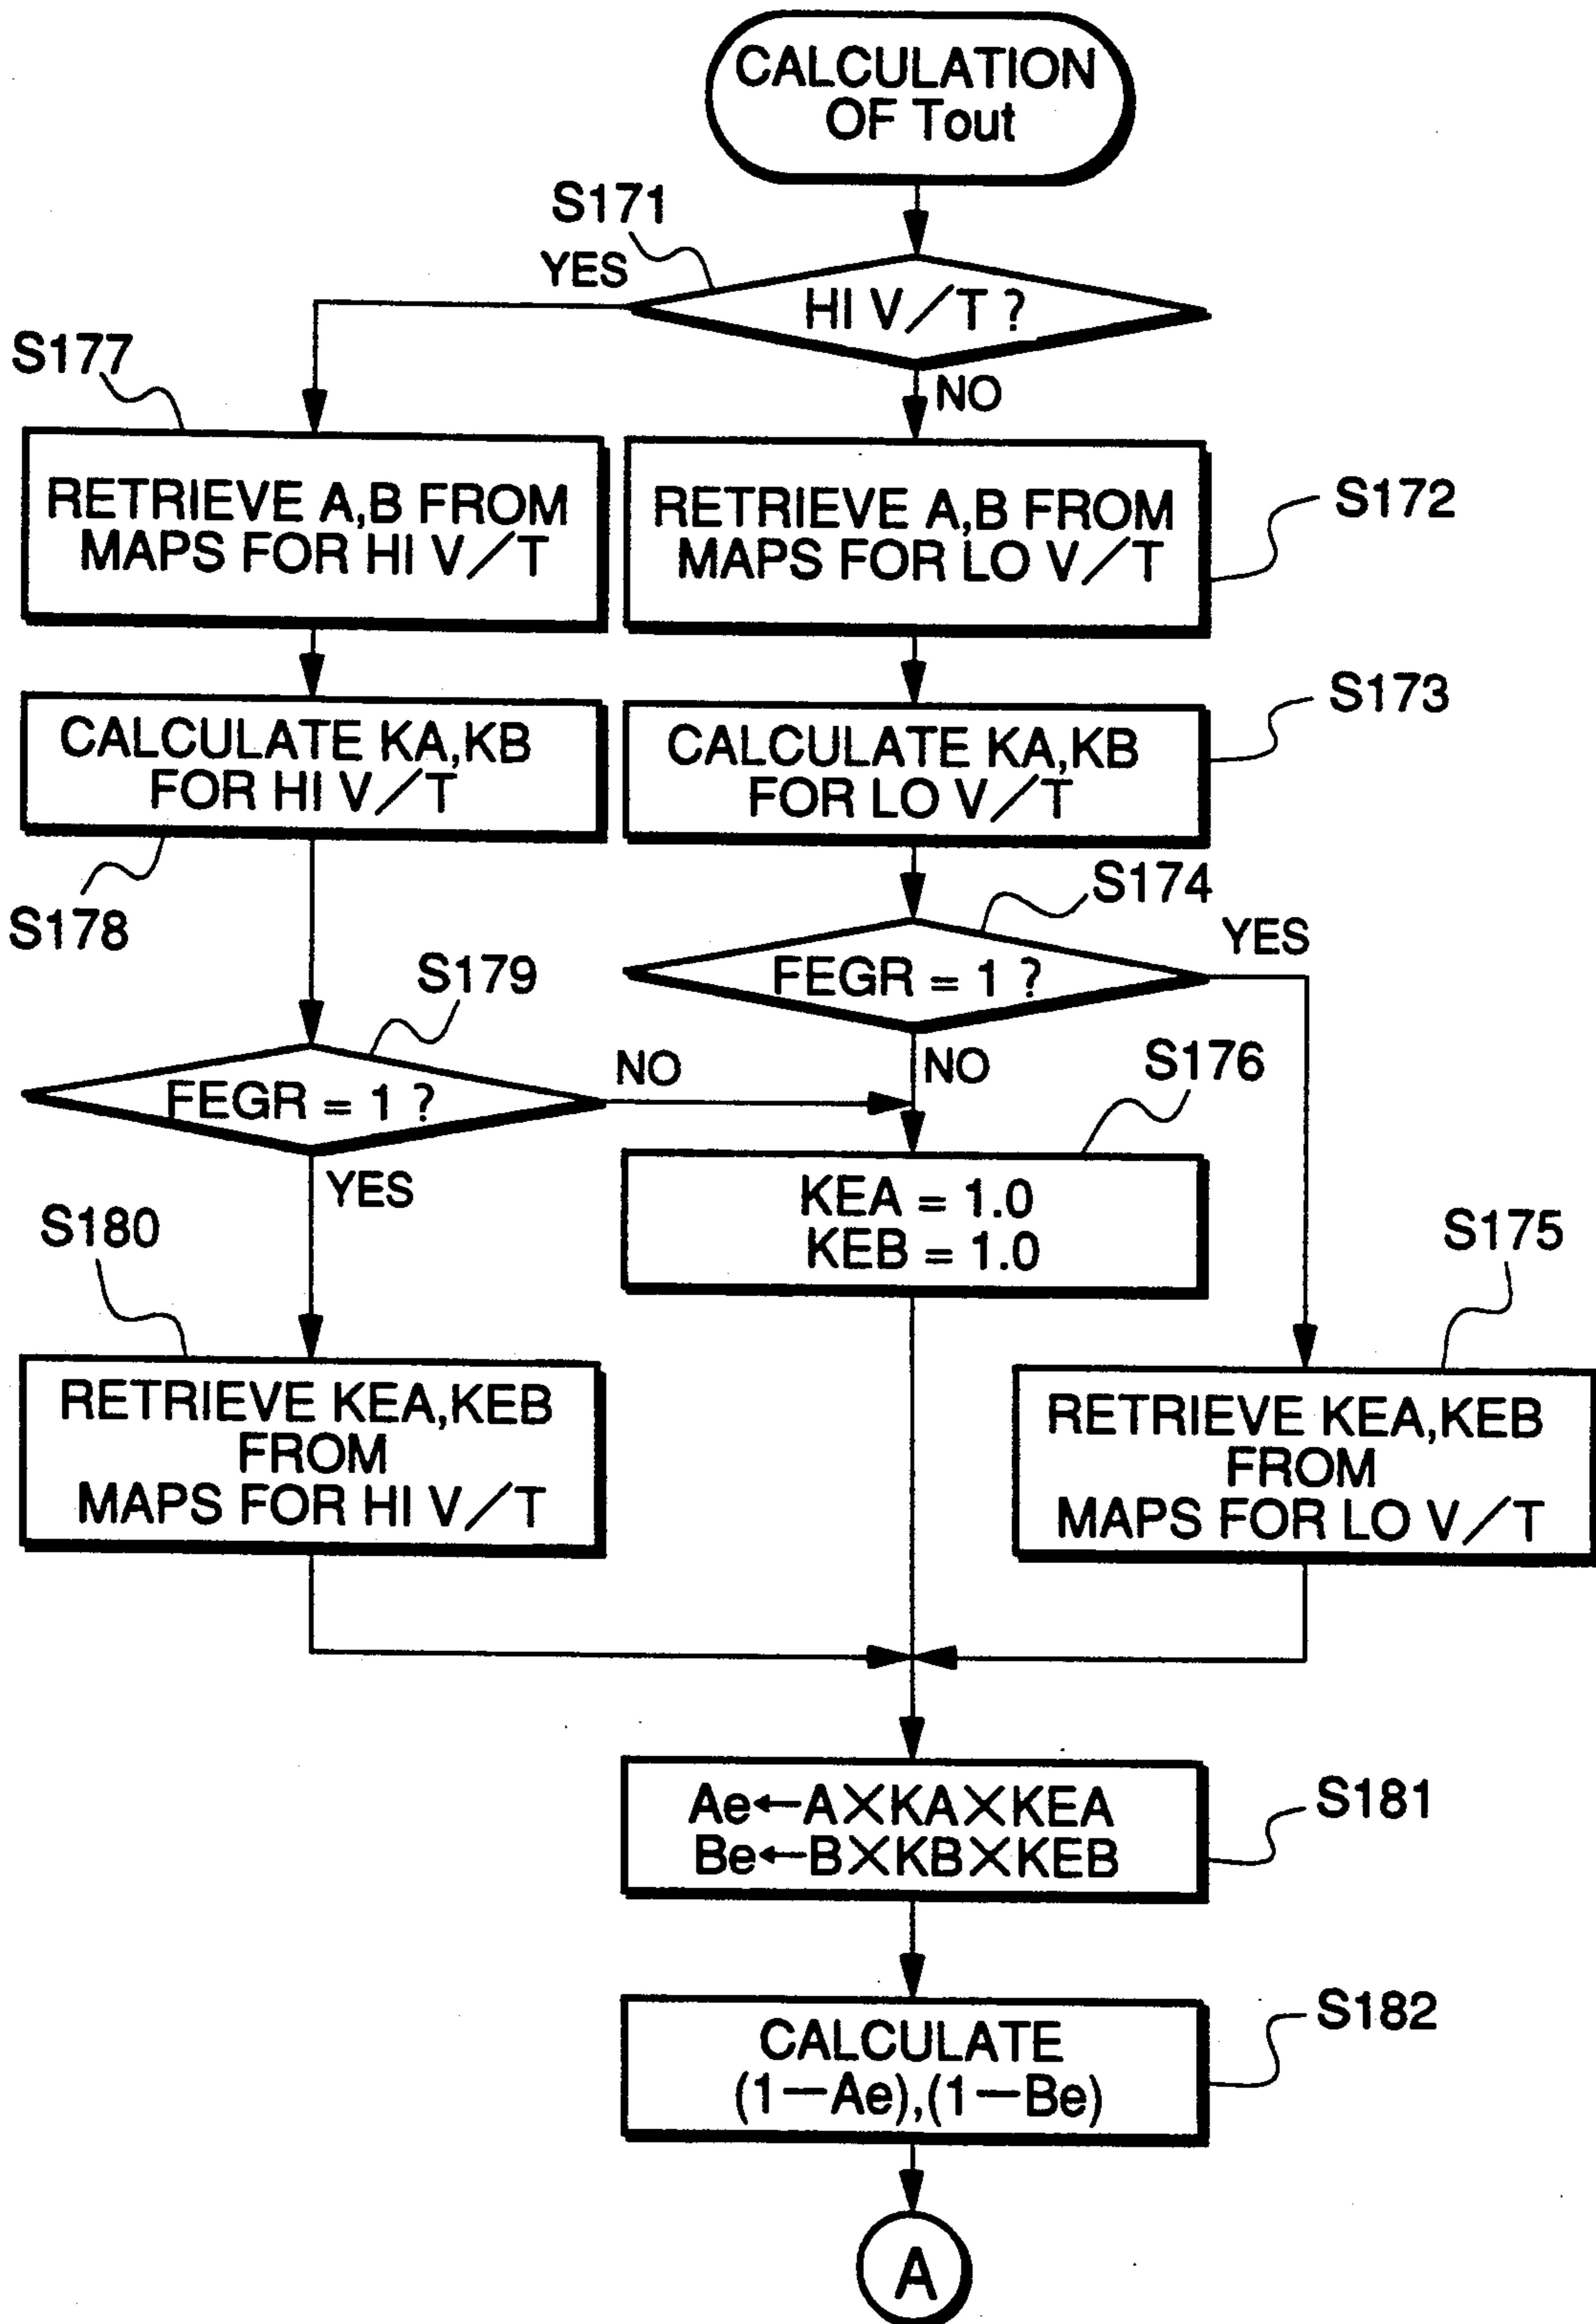 CALCULATION
OF Tout
S171
YES
HI V/T ?
NO
S177
RETRIEVE A,B FROM
MAPS FOR HI V/T
RETRIEVE A,B FROM
MAPS FOR LO V/T
S172
CALCULATE KA,KB
FOR HI V/T
S178
CALCULATE KA,KB
FOR LO V/T
S173
S174
FEGR = 1 ?
YES
NO
S179
FEGR = 1 ?
NO
YES
S176
KEA = 1.0
KEB = 1.0
S180
RETRIEVE KEA,KEB
FROM
MAPS FOR HI V/T
S175
RETRIEVE KEA,KEB
FROM
MAPS FOR LO V/T
Ae←A×KA×KEA
Be←B×KB×KEB
S181
CALCULATE
(1−Ae),(1−Be)
S182
A